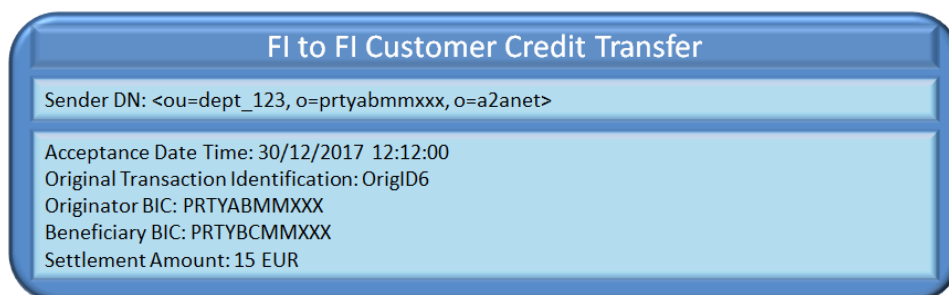 FI to FI Customer Credit Transfer
Sender DN: <ou=dept_123, o=prtyabmmxxx, o=a2anet>
Acceptance Date Time: 30/12/2017 12:12:00
Original Transaction Identification: OrigID6
Originator BIC: PRTYABMMXXX
Beneficiary BIC: PRTYBCMMXXX
Settlement Amount: 15 EUR